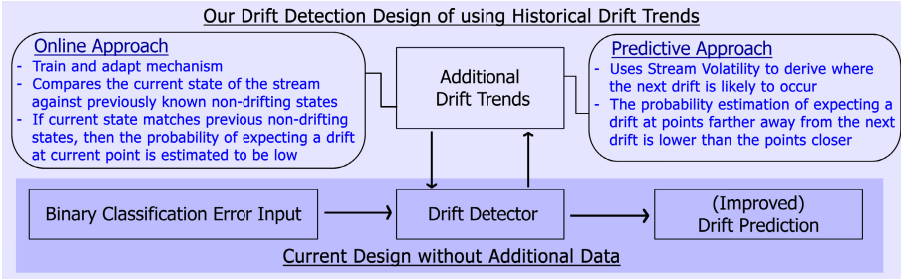 Our Drift Detection Design of using Historical Drift Trends
Online Approach
- Train and adapt mechanism
- Compares the current state of the stream
against previously known non-drifting
states
- If current state matches previous non-drifting
states, then the probability of expecting a drift
at current point is estimated to be low
Additional
Drift Trends
Predictive Approach
- Uses Stream Volatility to derive where
the next drift is likely to occur
- The probability estimation of expecting a
drift at points farther away from the next
drift is lower than the points closer
Binary Classification Error Input
Drift Detector
(Improved)
Drift Prediction
Current Design without Additional Data